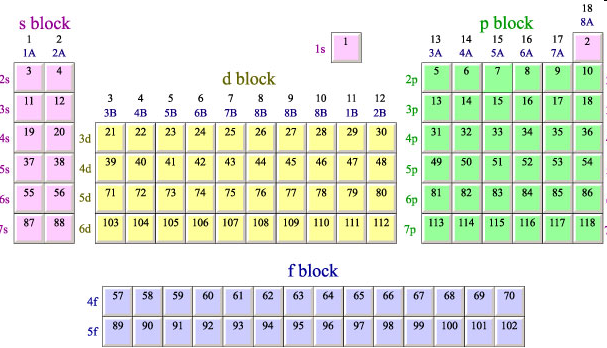 18
s block p block
1 2 13 14 15 16 17 8A
1A 2A 1s 1 3A 4A 5A 6A 7A 2
2s 3 4 d block 2p 5 6 7 8 9 10
3s 11 12 3 4 5 6 7 8 8 10 11 12 3p 13 14 15 16 17 18
3B 4B 5B 6B 7B 8B 8B 8B 1B 2B
4s 19 20 3d 21 22 23 24 25 26 27 28 29 30 4p 31 32 33 34 35 36
5s 37 38 4d 39 40 41 42 43 44 45 46 47 48 5p 49 50 51 52 53 54
6s 55 56 5d 71 72 73 74 75 76 77 78 79 80 6p 81 82 83 84 85 86
7s 87 88 6d 103 104 105 106 107 108 109 110 111 112 7p 113 114 115 116 117 118
f block
4f 57 58 59 60 61 62 63 64 65 66 67 68 69 70
5f 89 90 91 92 93 94 95 96 97 98 99 100 101 102